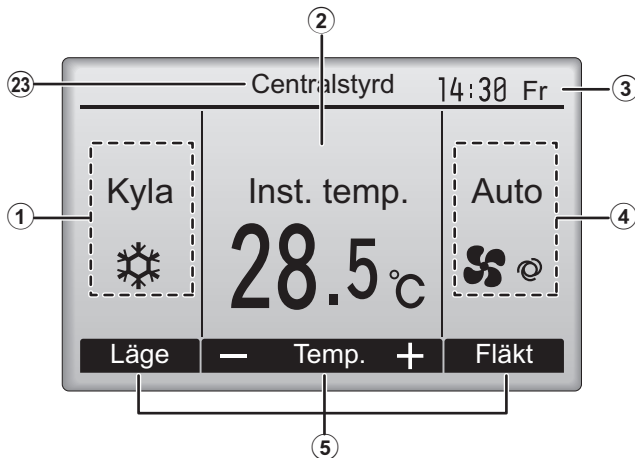 2
23 Centralstyrd 14:30 Fr 3
Kyla Inst. temp. Auto
1 4
28.5°C
Läge − Temp. + Fläkt
5